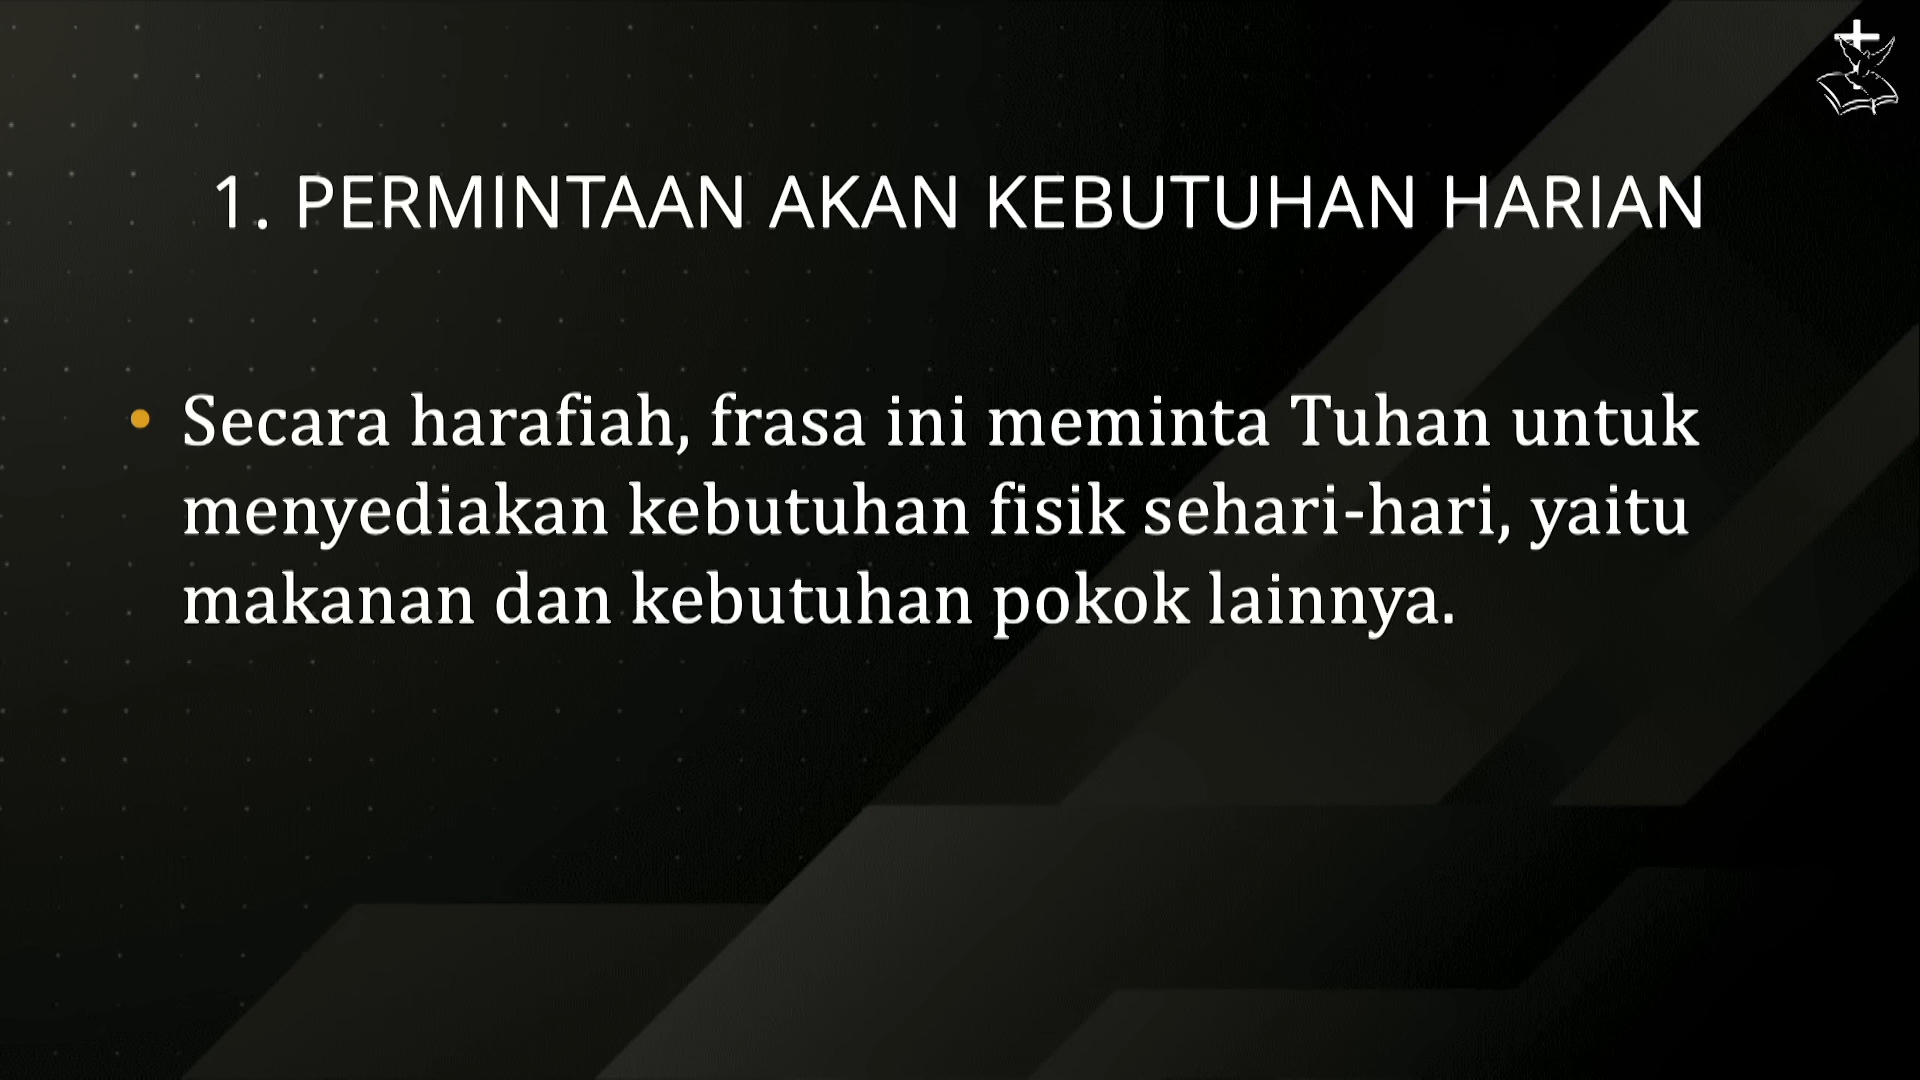 1. PERMINTAAN AKAN KEBUTUHAN HARIAN
• Secara harafiah, frasa ini meminta Tuhan untuk
menyediakan kebutuhan fisik sehari-hari, yaitu
makanan dan kebutuhan pokok lainnya.